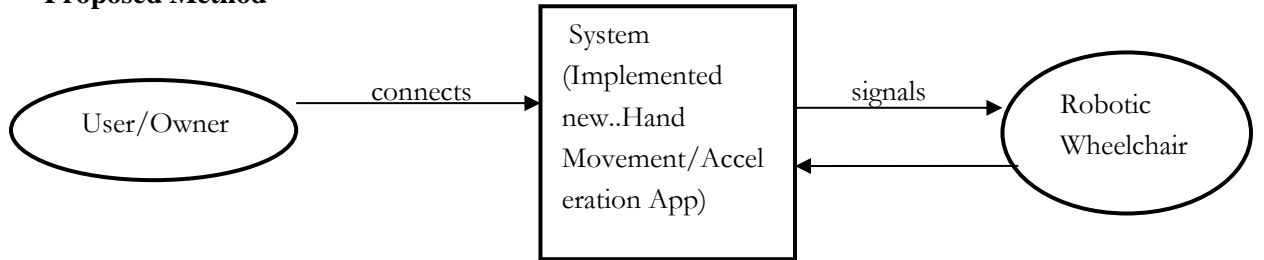 Proposed Method
User/Owner
connects
System
(Implemented
new..Hand
Movement/Accel
eration App)
signals
Robotic
Wheelchair